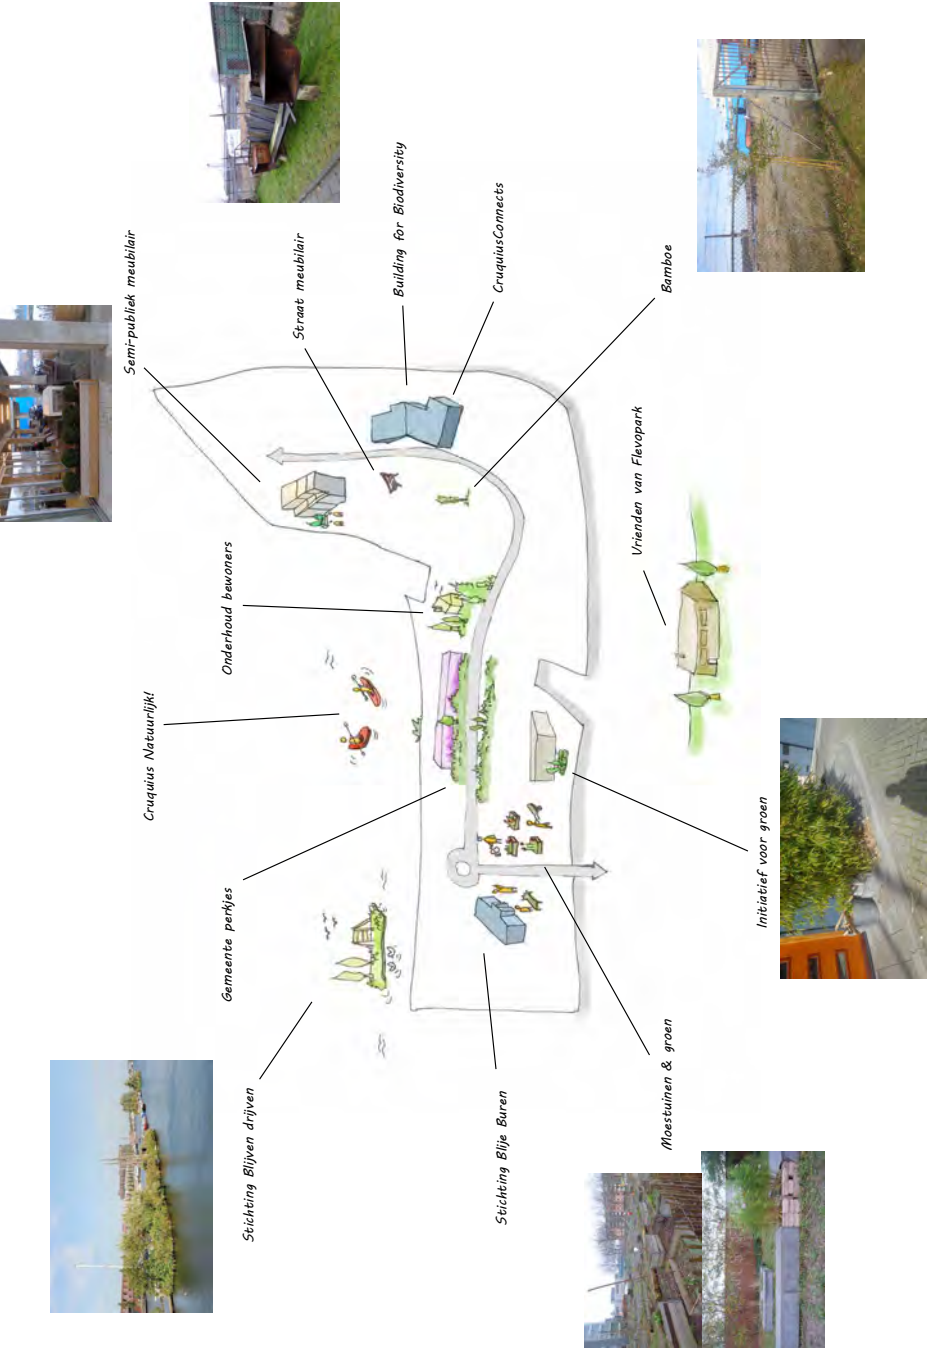 Stichting Blijven drijven
Gemeente perkjes
Cruquius Natuurlijk!
Onderhoud bewoners
Semi-publiek meubilair
Straat meubilair
Building for Biodiversity
CruquiusConnects
Bamboe
Vrienden van Flevopark
Initiatief voor groen
Moestuinen & groen
Stichting Blije Buren